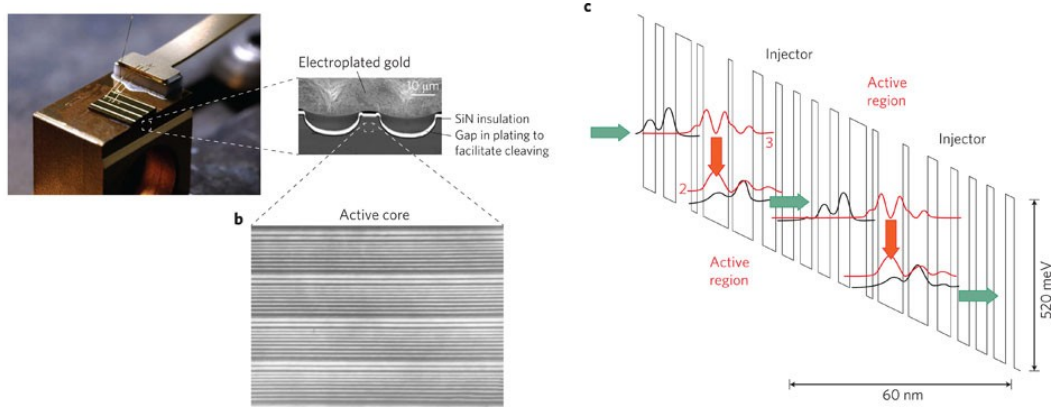 Electroplated gold
10 µm
SiN insulation
Gap in plating to
facilitate cleaving
b
Active core
c
Injector
Active
region
Injector
3
2
Active
region
520 meV
60 nm